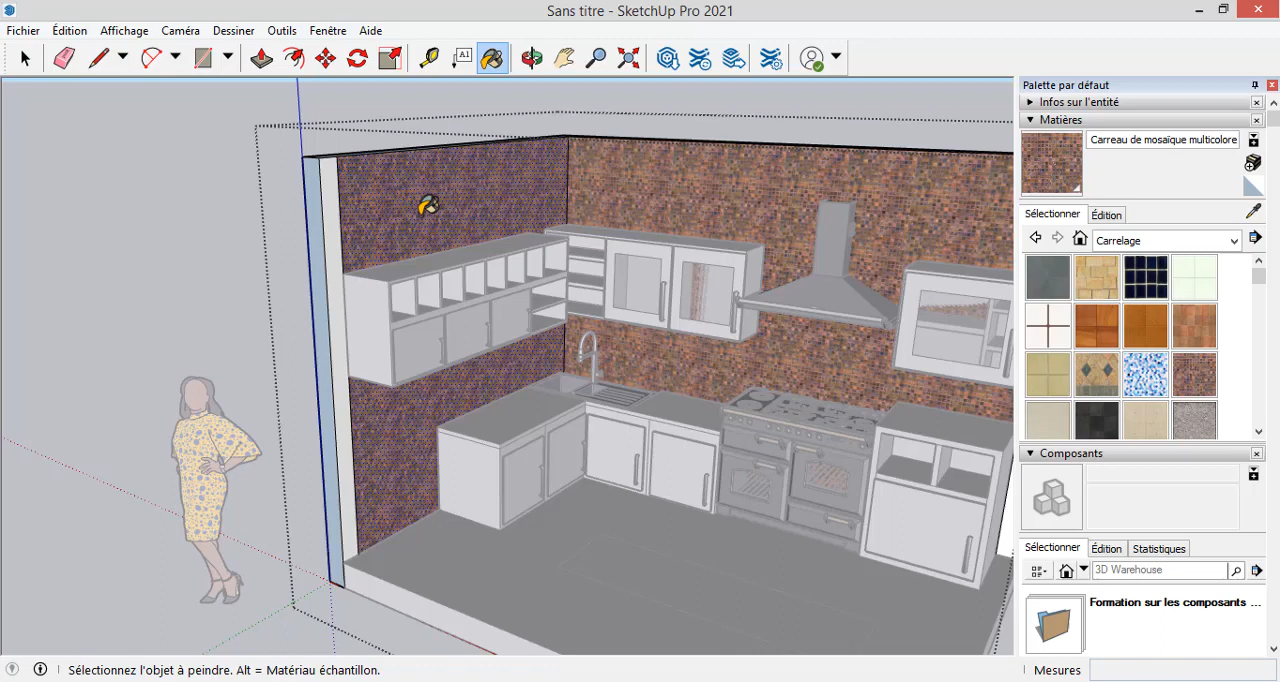 Sans titre - SketchUp Pro 2021
Fichier Édition Affichage Caméra Dessiner Outils Fenêtre Aide
A1
Palette par défaut
Infos sur l'entité
Matières
Carreau de mosaïque multicolore
Sélectionner Édition
Carrelage
Composants
Sélectionner Édition Statistiques
3D Warehouse
Formation sur les composants ...
Sélectionnez l'objet à peindre. Alt = Matériau échantillon.
Mesures